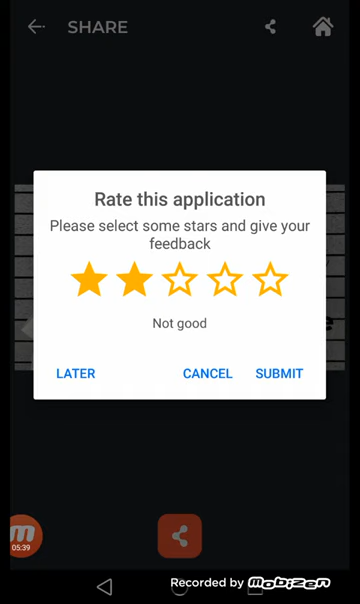 SHARE
Rate this application
Please select some stars and give your
feedback
Not good
LATER
CANCEL
SUBMIT
05:39
Recorded by mobizen